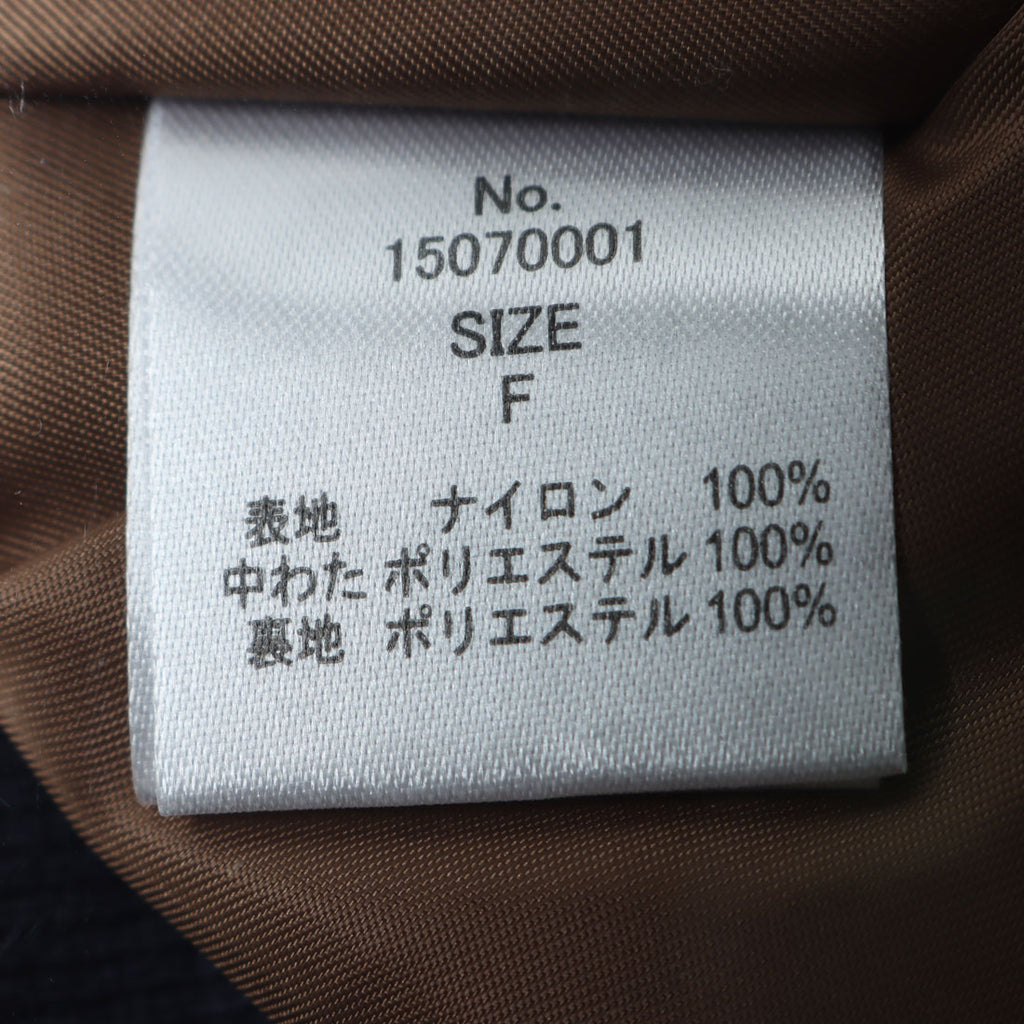 No.
15070001
SIZE
F
表地 ナイロン 100%
中わた ポリエステル 100%
裏地 ポリエステル 100%